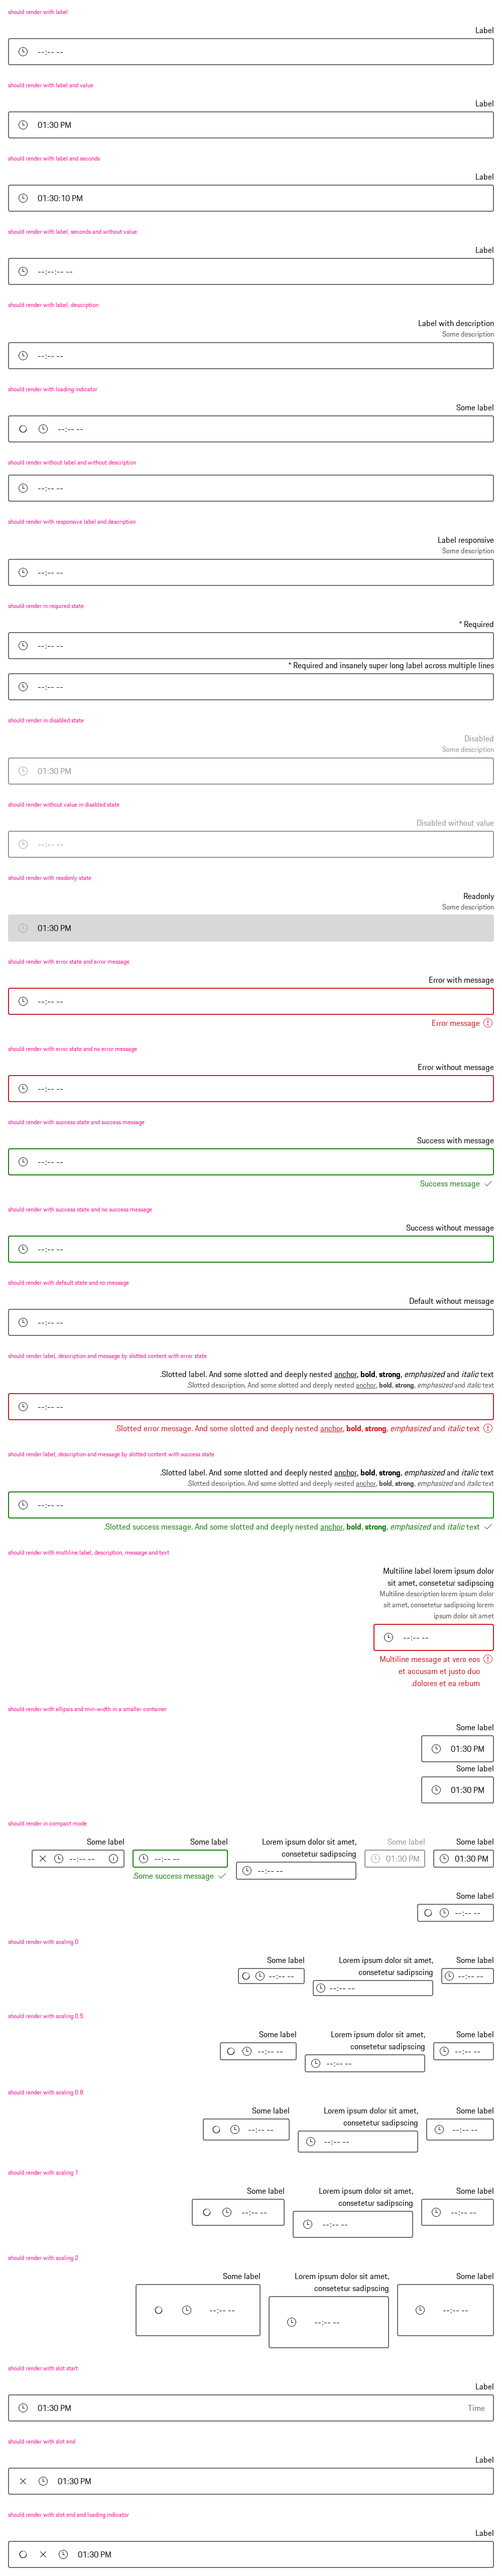 should render with label
Label
--:-- --
should render with label and value
Label
01:30 PM
should render with label and seconds
Label
01:30:10 PM
should render with label, seconds and without value
Label
--:--:-- --
should render with label, description
Label with description
Some description
--:-- --
should render with loading indicator
Some label
--:-- --
should render without label and without description
--:-- --
should render with responsive label and description
Label responsive
Some description
--:-- --
should render in required state
* Required
--:-- --
* Required and insanely super long label across multiple lines
--:-- --
should render in disabled state
Disabled
Some description
01:30 PM
should render without value in disabled state
Disabled without value
--:-- --
should render with readonly state
Readonly
Some description
01:30 PM
should render with error state and error message
Error with message
--:-- --
Error message
should render with error state and no error message
Error without message
--:-- --
should render with success state and success message
Success with message
--:-- --
Success message
should render with success state and no success message
Success without message
--:-- --
should render with default state and no message
Default without message
--:-- --
should render label, description and message by slotted content with error state
.Slotted label. And some slotted and deeply nested anchor, bold, strong, emphasized and italic text
.Slotted description. And some slotted and deeply nested anchor, bold, strong, emphasized and italic text
--:-- --
.Slotted error message. And some slotted and deeply nested anchor, bold, strong, emphasized and italic text
should render label, description and message by slotted content with success state
.Slotted label. And some slotted and deeply nested anchor, bold, strong, emphasized and italic text
.Slotted description. And some slotted and deeply nested anchor, bold, strong, emphasized and italic text
--:-- --
.Slotted success message. And some slotted and deeply nested anchor, bold, strong, emphasized and italic text
should render with multiline label, description, message and text
Multiline label lorem ipsum dolor
sit amet, consetetur sadipscing
Multiline description lorem ipsum dolor
sit amet, consetetur sadipscing lorem
ipsum dolor sit amet
--:-- --
Multiline message at vero eos
et accusam et justo duo
.dolores et ea rebum
should render with ellipsis and min-width in a smaller container
Some label
01:30 PM
Some label
01:30 PM
should render in compact mode
Some label Some label Lorem ipsum dolor sit amet, Some label Some label
consetetur sadipscing
--:-- -- --:-- -- --:-- -- 01:30 PM 01:30 PM
.Some success message
Some label
--:-- --
should render with scaling 0
Some label Lorem ipsum dolor sit amet, Some label
consetetur sadipscing
--:-- -- --:-- -- --:-- --
should render with scaling 0.5
Some label Lorem ipsum dolor sit amet, Some label
consetetur sadipscing
--:-- -- --:-- -- --:-- --
should render with scaling 0.8
Some label Lorem ipsum dolor sit amet, Some label
consetetur sadipscing
--:-- -- --:-- -- --:-- --
should render with scaling 1
Some label Lorem ipsum dolor sit amet, Some label
consetetur sadipscing
--:-- -- --:-- -- --:-- --
should render with scaling 2
Some label Lorem ipsum dolor sit amet, Some label
consetetur sadipscing
--:-- -- --:-- -- --:-- --
should render with slot start
Label
01:30 PM Time
should render with slot end
Label
01:30 PM
should render with slot end and loading indicator
Label
01:30 PM